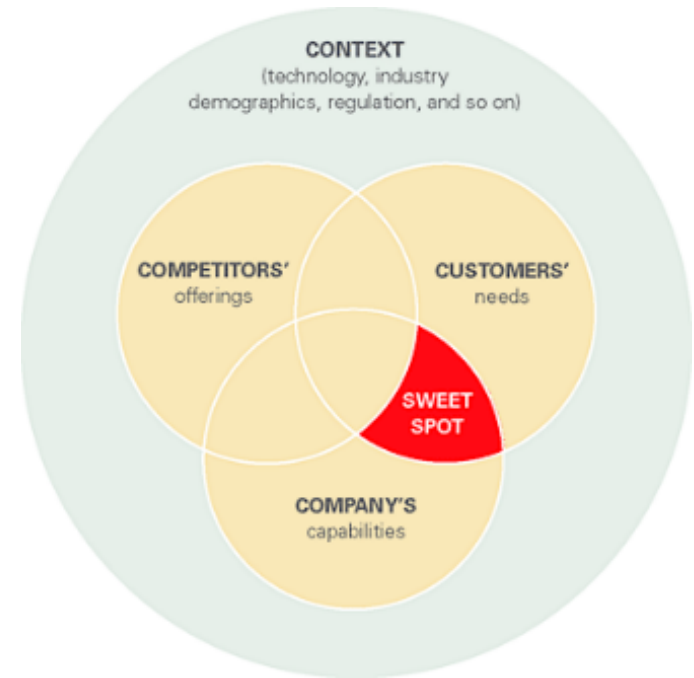 CONTEXT
(technology, industry
demographics, regulation, and so on)
COMPETITORS’
offerings
CUSTOMERS’
needs
SWEET
SPOT
COMPANY’S
capabilities